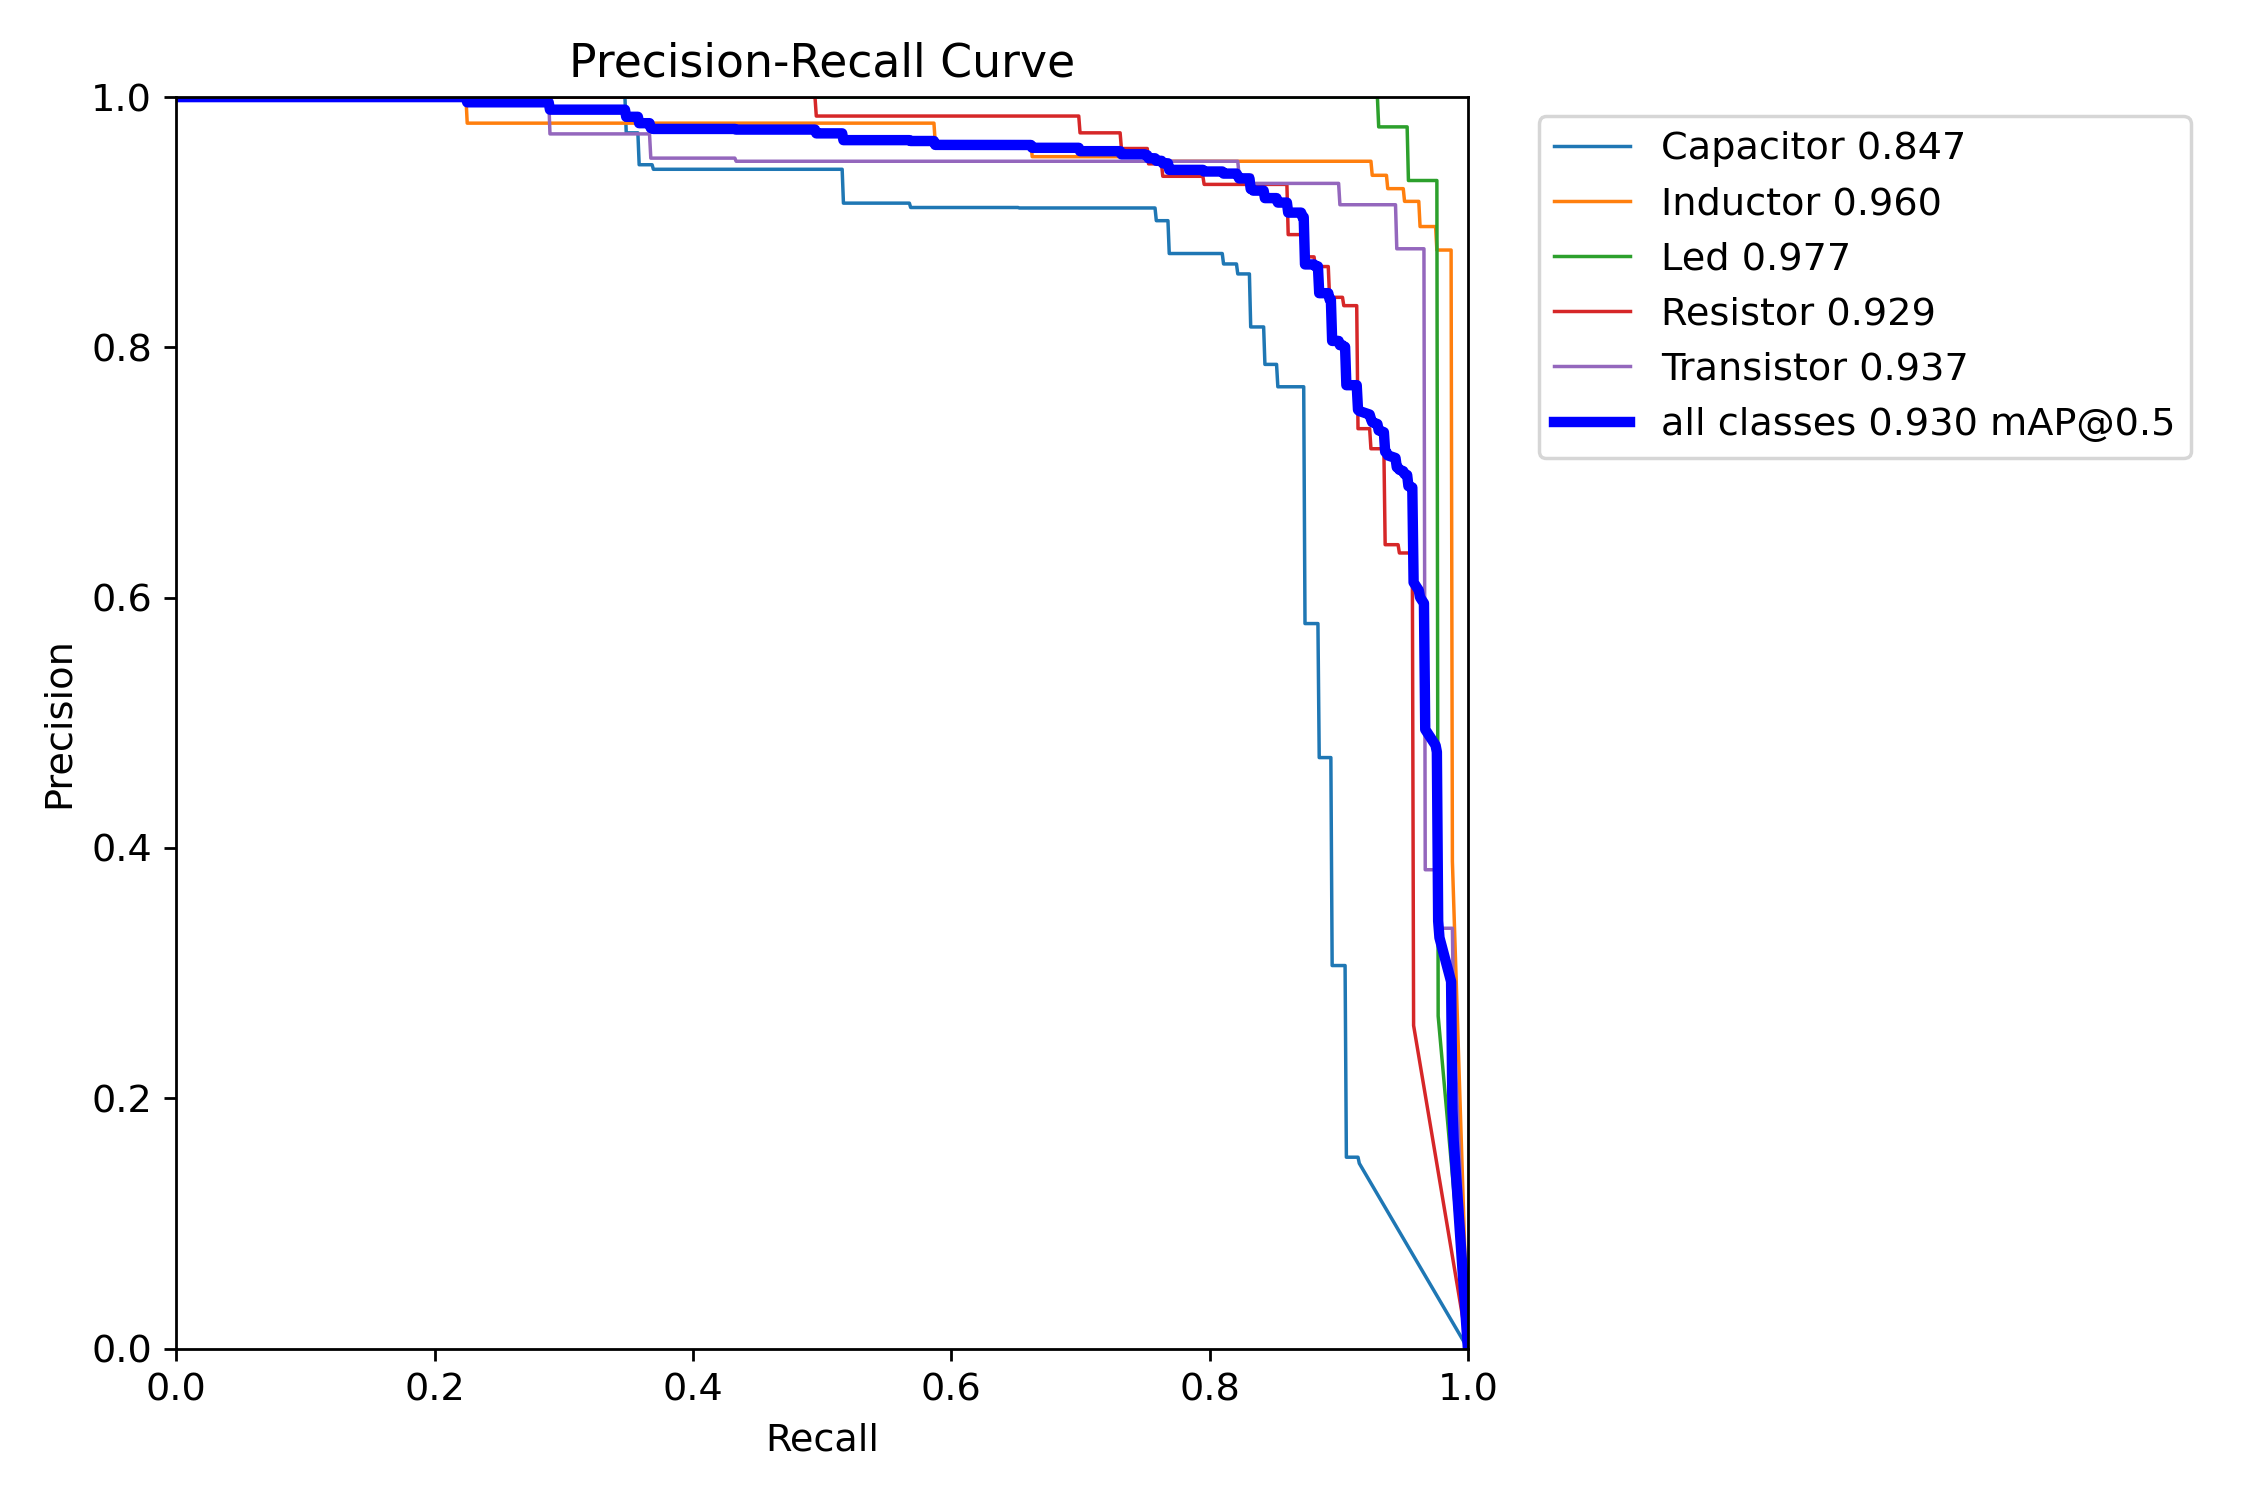 Precision-Recall Curve
1.0
0.8
0.6
0.4
0.2
0.0
Precision
0.0 0.2 0.4 0.6 0.8 1.0
Recall
Capacitor 0.847
Inductor 0.960
Led 0.977
Resistor 0.929
Transistor 0.937
all classes 0.930 mAP@0.5